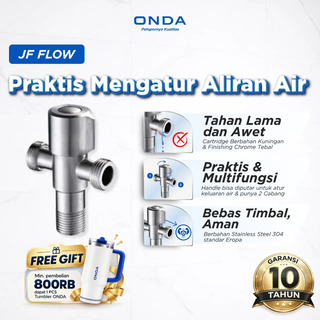 ONDA
Pelopornya Kualitas
JF FLOW
Praktis Mengatur Aliran Air
Tahan Lama
dan Awet
Cartridge Berbahan Kuningan
& Finishing Chrome Tebal
Praktis &
Multifungsi
Handle bisa diputar untuk atur
keluaran air & punya 2 Cabang
Bebas Timbal,
Aman
Berbahan Stainless Steel 304
standar Eropa
FREE GIFT
Min. pembelian
800RB
dapat 1 PCS
Tumbler ONDA
ONDA
GARANSI
10
TAHUN